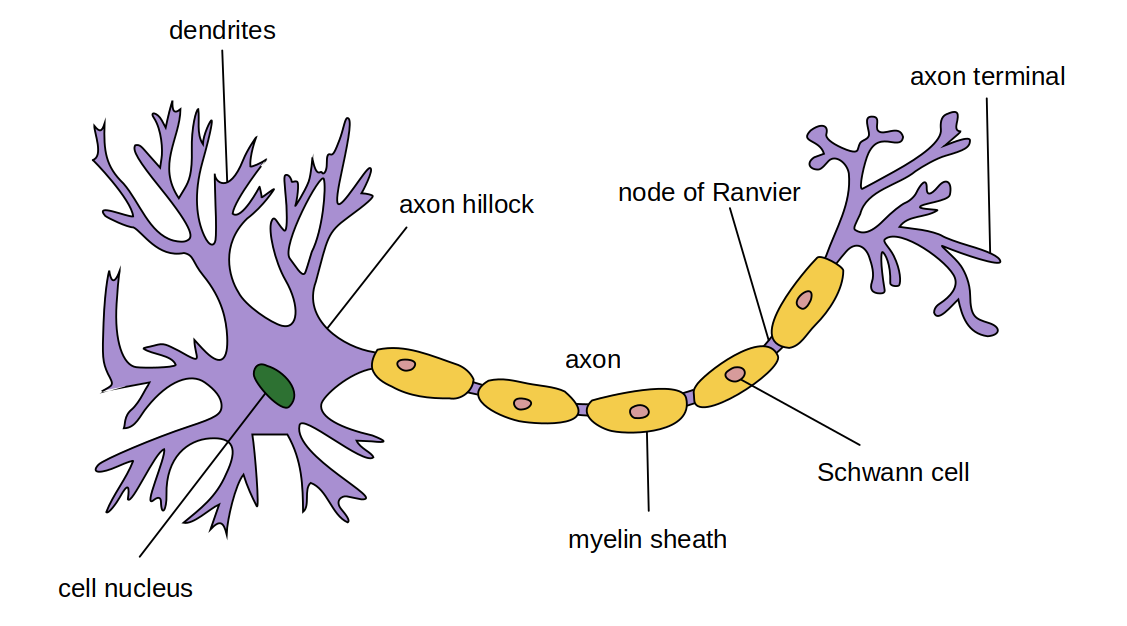 dendrites
axon terminal
node of Ranvier
axon hillock
axon
Schwann cell
myelin sheath
cell nucleus